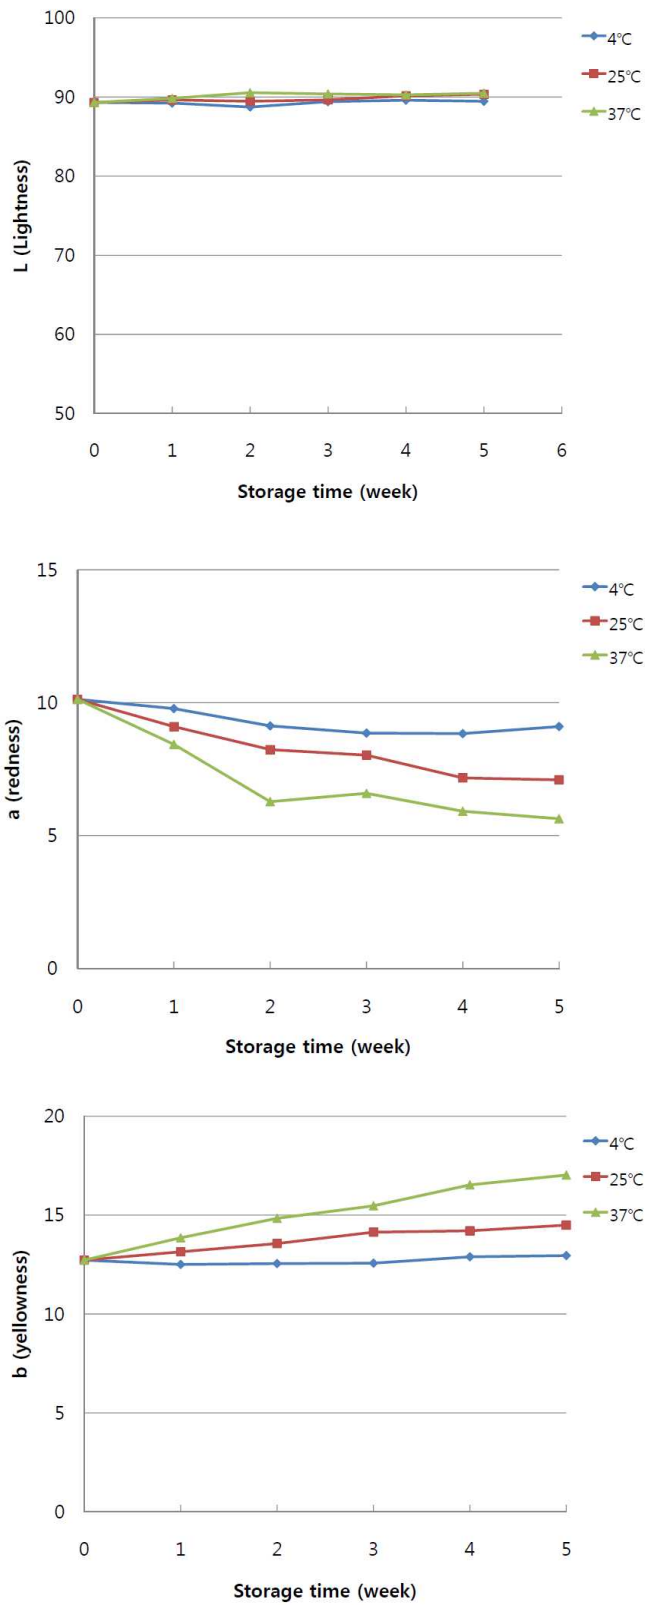 100
90
80
70
60
50
L (Lightness)
0 1 2 3 4 5 6
Storage time (week)
4℃
25℃
37℃
15
10
5
0
a (redness)
0 1 2 3 4 5
Storage time (week)
4℃
25℃
37℃
20
15
10
5
0
b (yellowness)
0 1 2 3 4 5
Storage time (week)
4℃
25℃
37℃